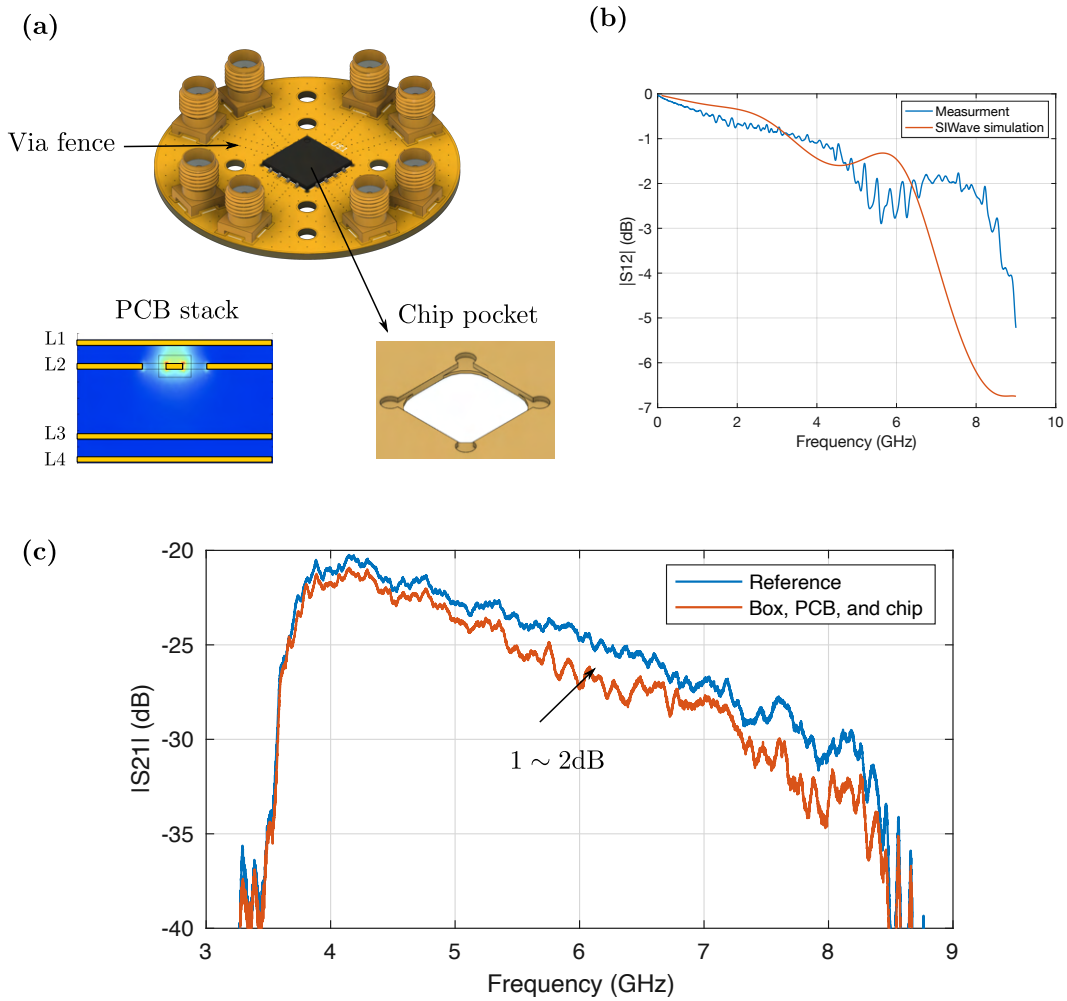 (a)
Via fence
PCB stack
L1
L2
L3
L4
Chip pocket
(b)
0
-1
-2
-3
-4
-5
-6
-7
|S12| (dB)
Measurment
SIWave simulation
0 2 4 6 8 10
Frequency (GHz)
(c)
-20
-25
-30
-35
-40
|S21| (dB)
Reference
Box, PCB, and chip
1 ∼ 2dB
3 4 5 6 7 8 9
Frequency (GHz)